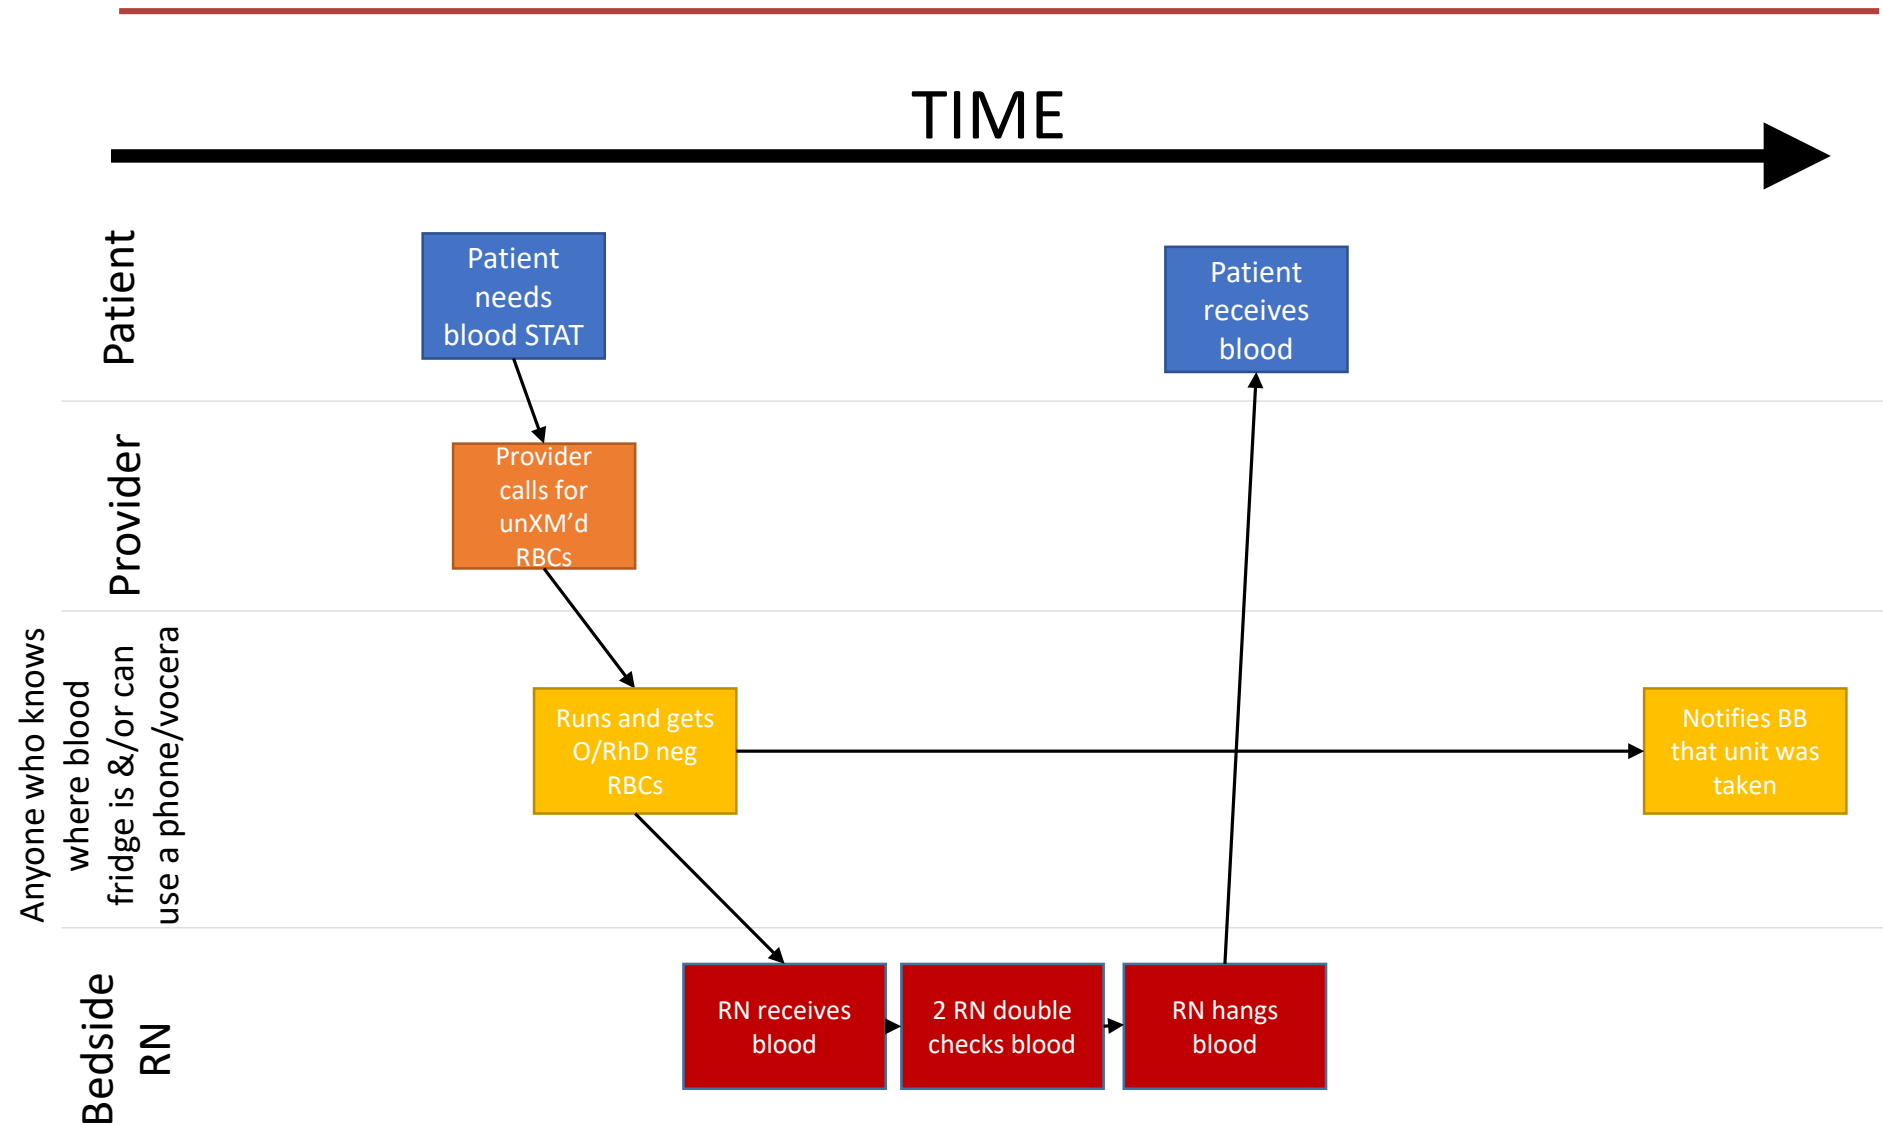 TIME
Patient
Patient
needs
blood STAT
Patient
receives
blood
Provider
Provider
calls for
unXM’d
RBCs
Anyone who knows
where blood
fridge is &/or can
use a phone/vocera
Runs and gets
O/RhD neg
RBCs
Notifies BB
that unit was
taken
Bedside
RN
RN receives
blood
2 RN double
checks blood
RN hangs
blood